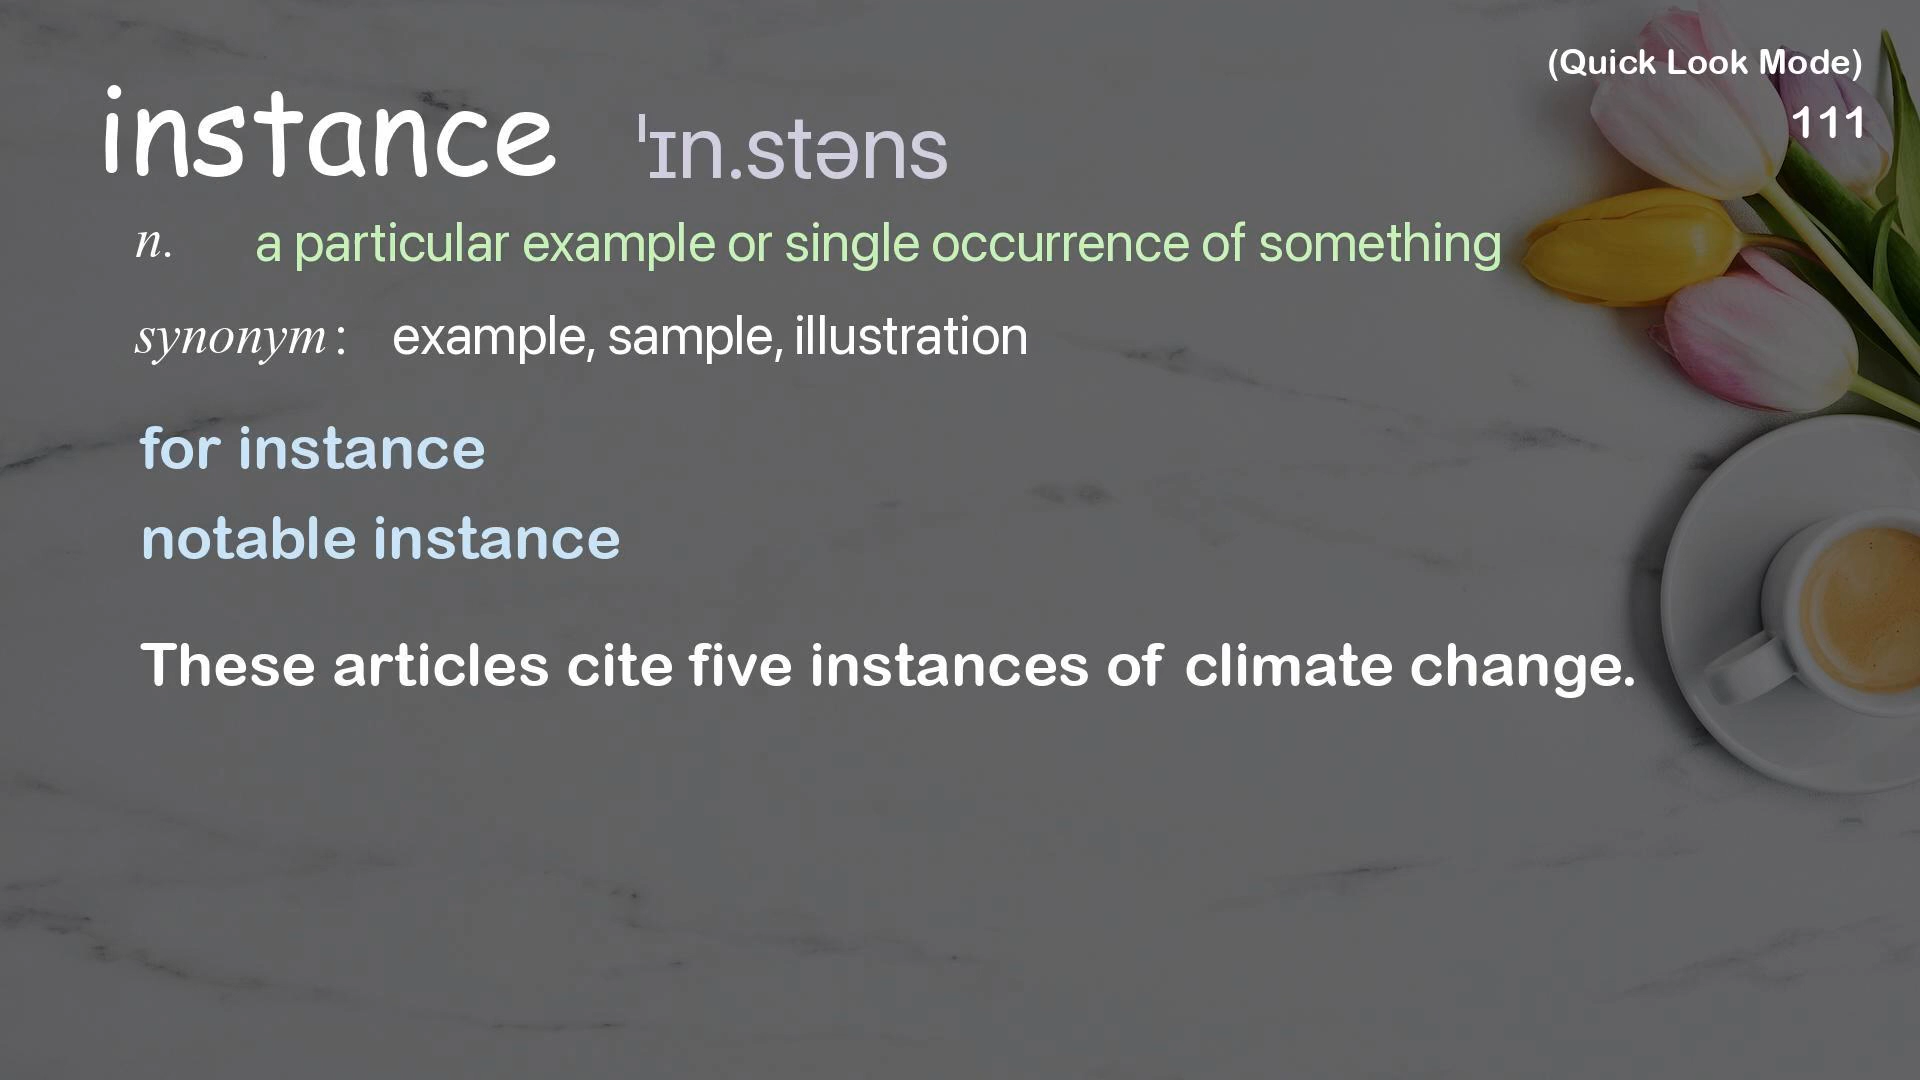 (Quick Look Mode)
111
instance ˈɪn.stəns
n. a particular example or single occurrence of something
synonym: example, sample, illustration
for instance
notable instance
These articles cite five instances of climate change.